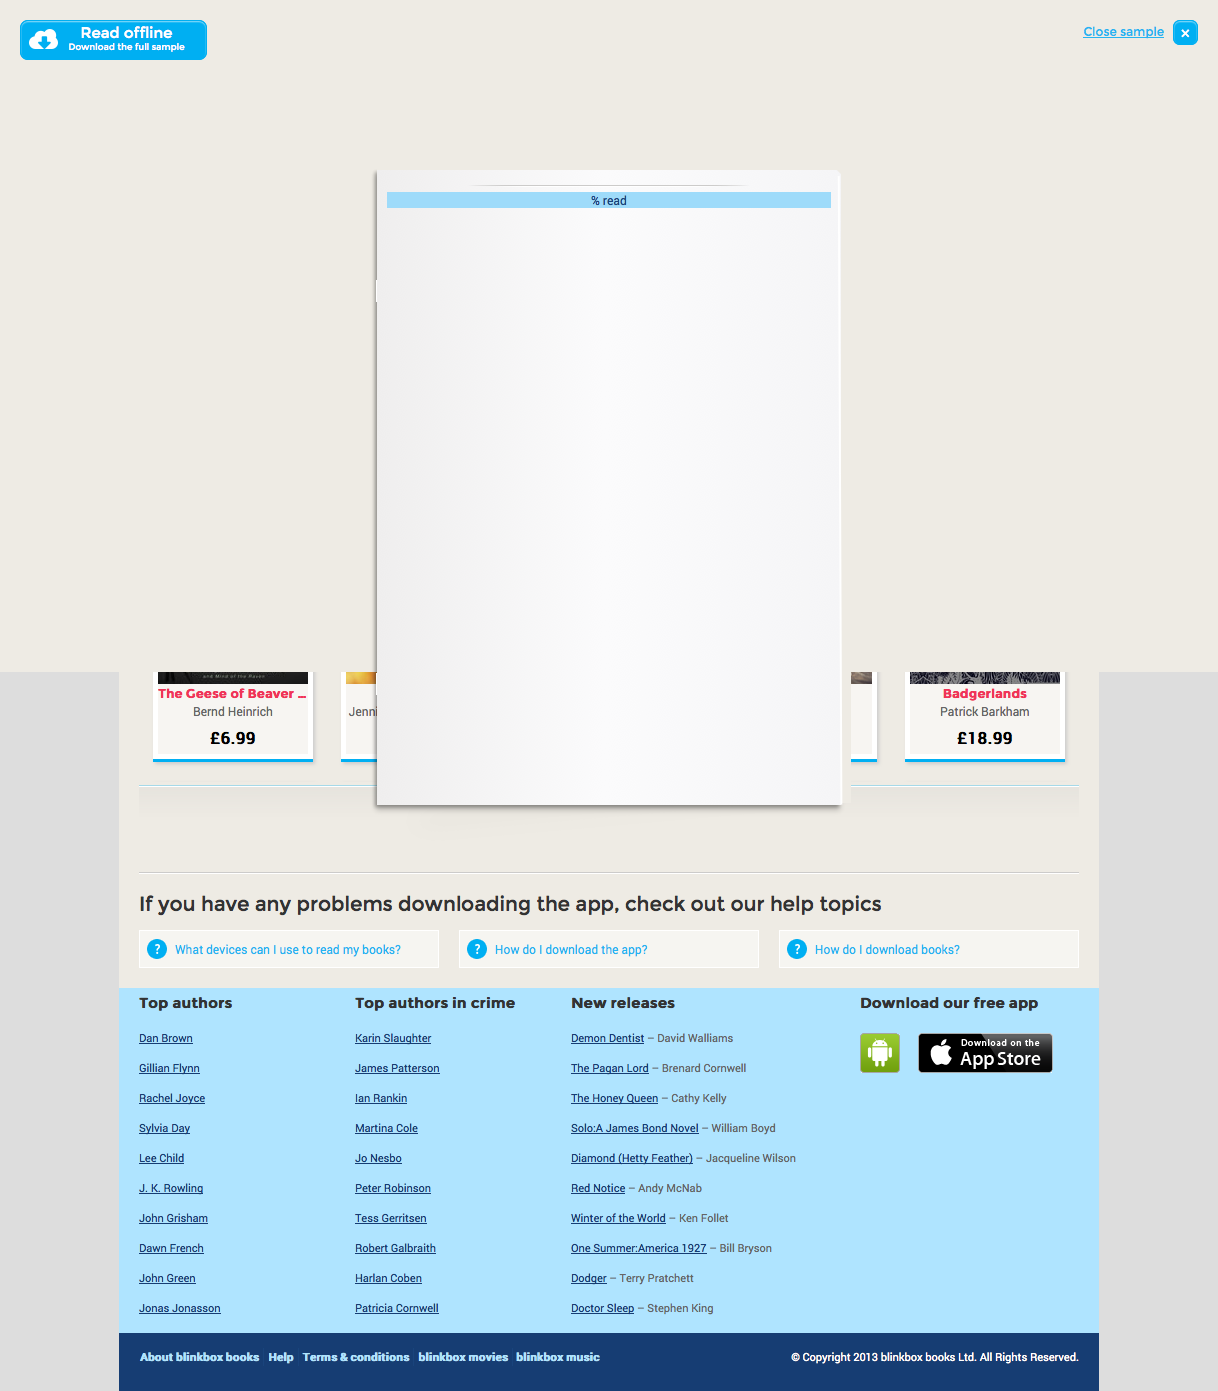 Read offline
Download the full sample
Close sample
% read
and Mind of the Raven
The Geese of Beaver ...
Bernd Heinrich
£6.99
Jenni
Badgerlands
Patrick Barkham
£18.99
If you have any problems downloading the app, check out our help topics
? What devices can I use to read my books?
? How do I download the app?
? How do I download books?
Top authors
Dan Brown
Gillian Flynn
Rachel Joyce
Sylvia Day
Lee Child
J. K. Rowling
John Grisham
Dawn French
John Green
Jonas Jonasson
Top authors in crime
Karin Slaughter
James Patterson
Ian Rankin
Martina Cole
Jo Nesbo
Peter Robinson
Tess Gerritsen
Robert Galbraith
Harlan Coben
Patricia Cornwell
New releases
Demon Dentist – David Walliams
The Pagan Lord – Brenard Cornwell
The Honey Queen – Cathy Kelly
Solo:A James Bond Novel – William Boyd
Diamond (Hetty Feather) – Jacqueline Wilson
Red Notice – Andy McNab
Winter of the World – Ken Follet
One Summer:America 1927 – Bill Bryson
Dodger – Terry Pratchett
Doctor Sleep – Stephen King
Download our free app
Download on the
App Store
About blinkbox books Help Terms & conditions blinkbox movies blinkbox music
© Copyright 2013 blinkbox books Ltd. All Rights Reserved.